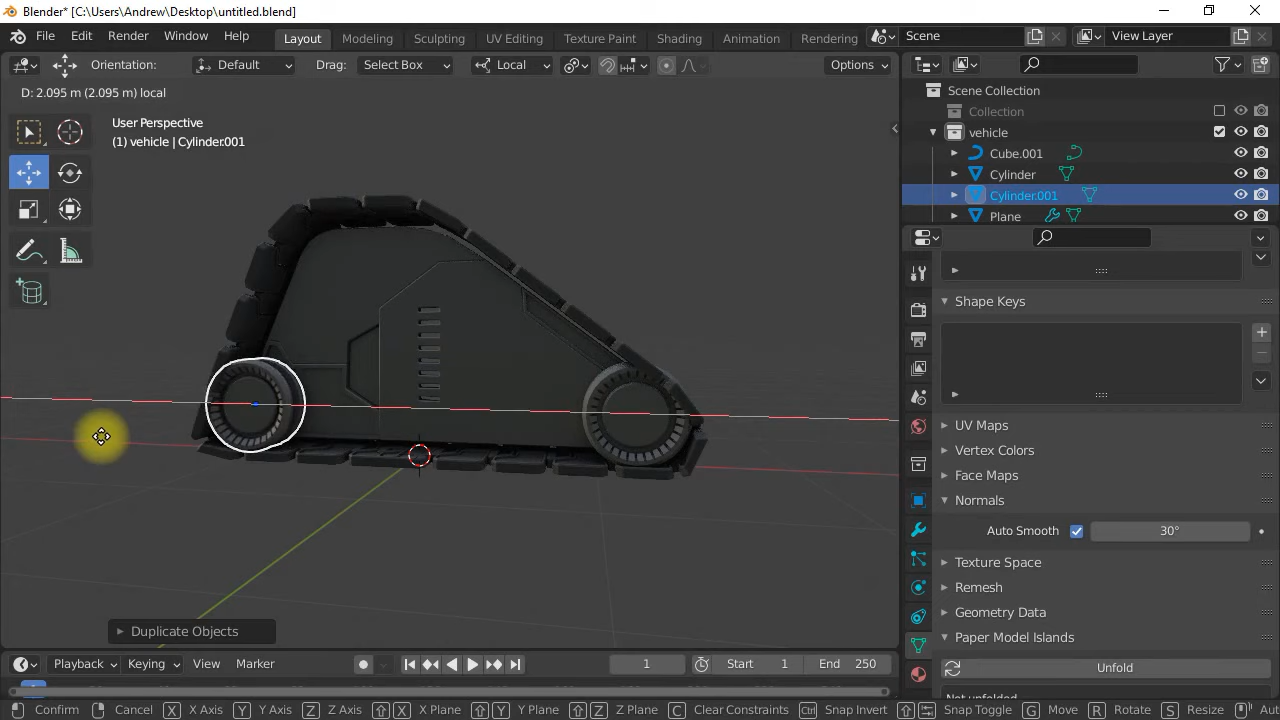 Blender* [C:\Users\Andrew\Desktop\untitled.blend]
File Edit Render Window Help Layout Modeling Sculpting UV Editing Texture Paint Shading Animation Rendering Scene View Layer
Orientation: Default Drag: Select Box Local Options
D: 2.095 m (2.095 m) local
Scene Collection
User Perspective
Collection
(1) vehicle | Cylinder.001
vehicle
Cube.001
Cylinder
Cylinder.001
Plane
Shape Keys
UV Maps
Vertex Colors
Face Maps
Normals
Auto Smooth 30°
Texture Space
Remesh
Geometry Data
Duplicate Objects
Paper Model Islands
Playback Keying View Marker 1 Start 1 End 250
Unfold
Not unfolded
Confirm Cancel X X Axis Y Y Axis Z Z Axis X X Plane Y Y Plane Z Z Plane C Clear Constraints Ctrl Snap Invert Snap Toggle G Move R Rotate S Resize